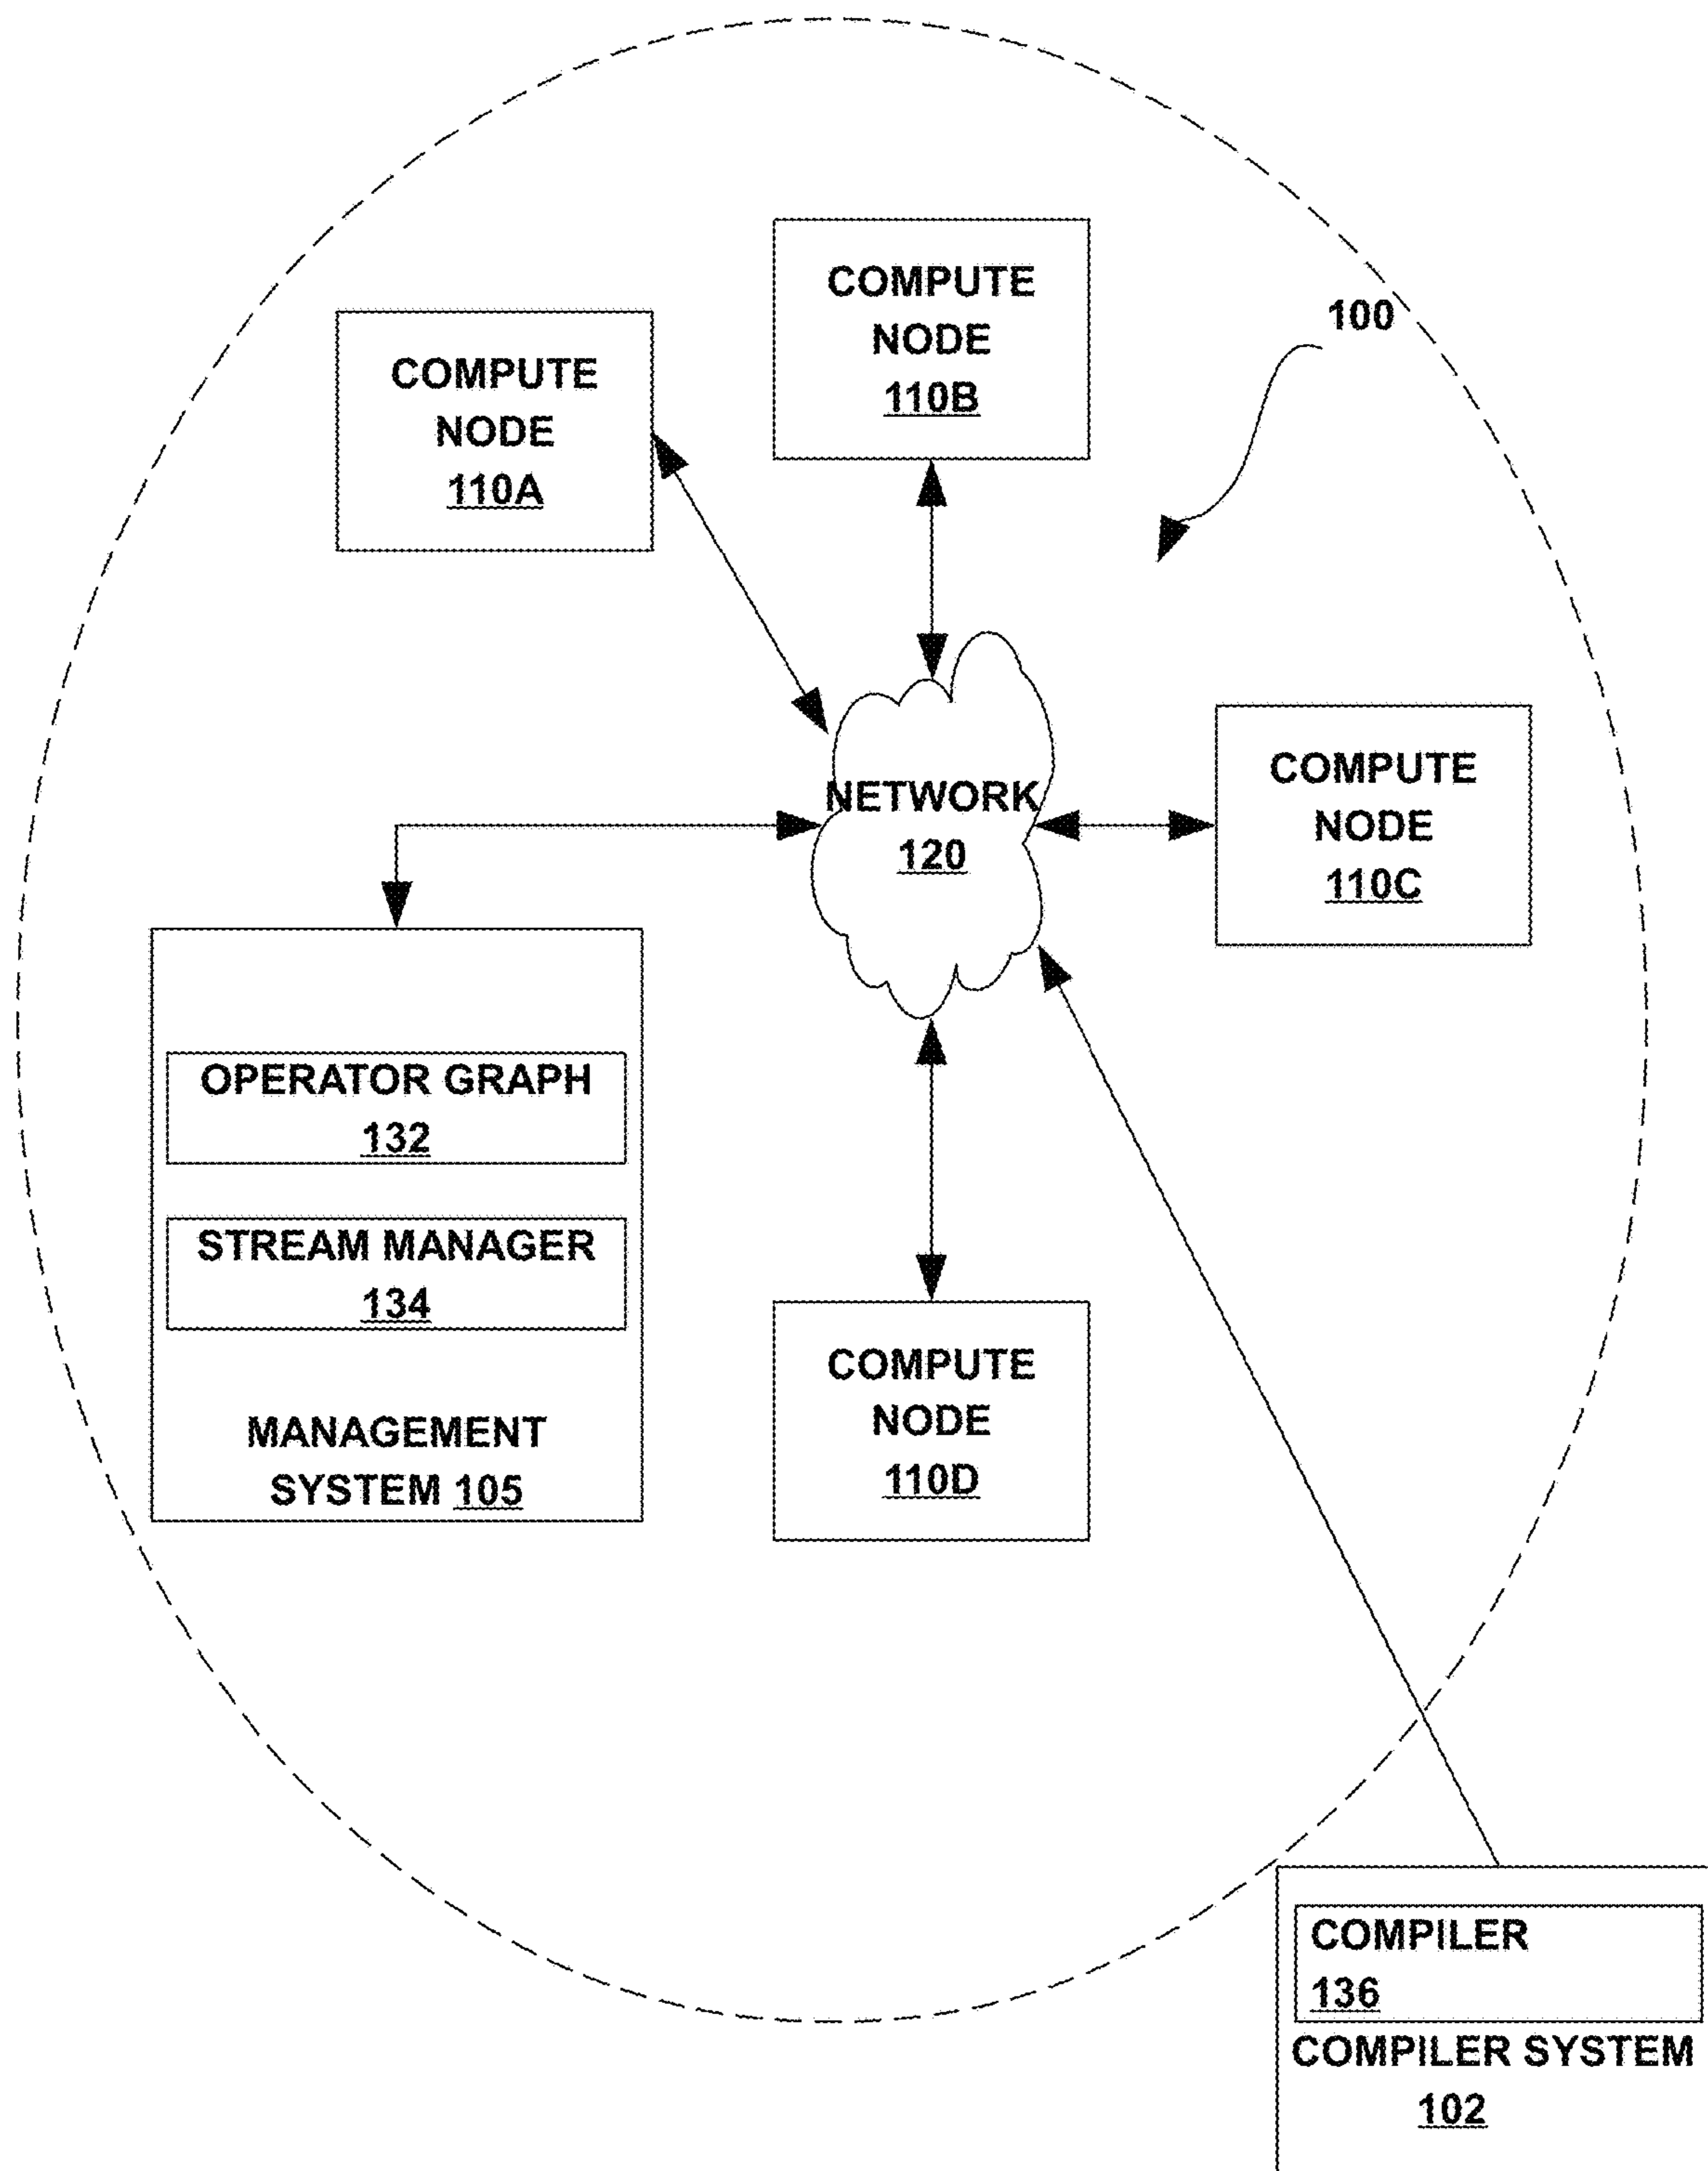 COMPUTE
NODE
110B
100
COMPUTE
NODE
110A
NETWORK
120
COMPUTE
NODE
110C
OPERATOR GRAPH
132
STREAM MANAGER
134
MANAGEMENT
SYSTEM 105
COMPUTE
NODE
110D
COMPILER
136
COMPILER SYSTEM
102